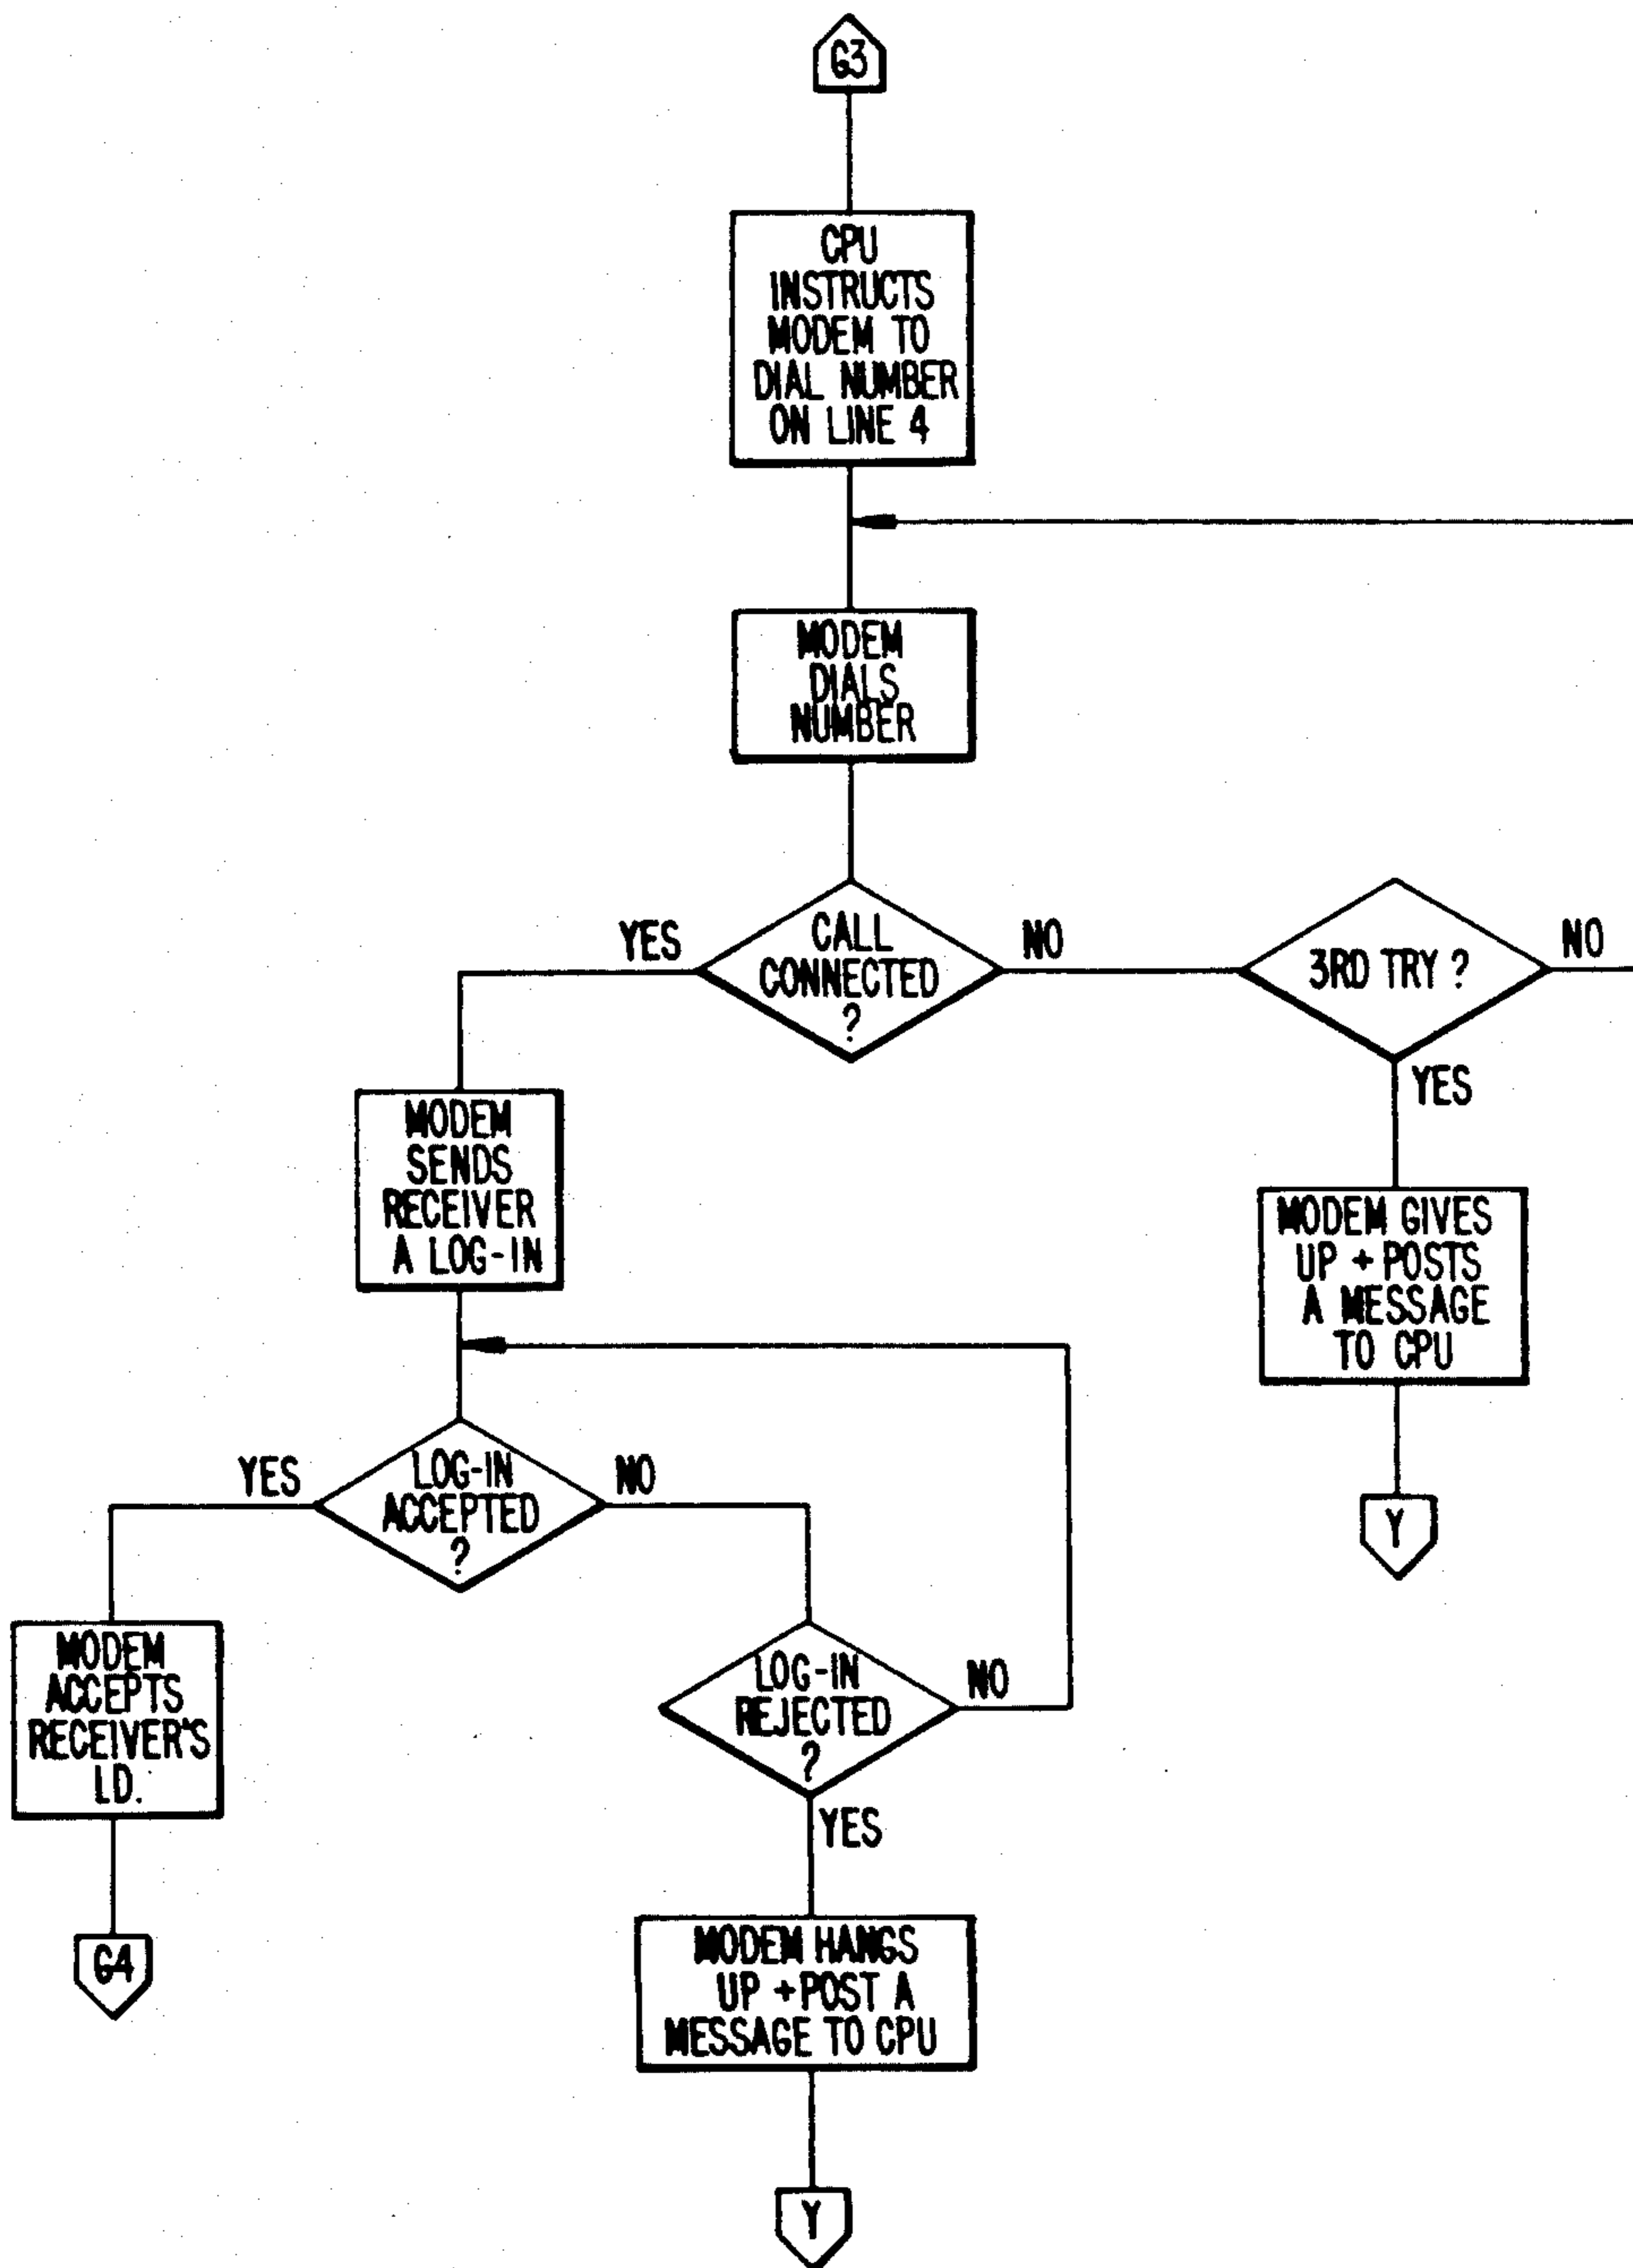 G3
CPU
INSTRUCTS
MODEM TO
DIAL NUMBER
ON LINE 4
MODEM
DIALS
NUMBER
YES
CALL
CONNECTED
?
NO
3RD TRY ?
NO
YES
MODEM
SENDS
RECEIVER
A LOG-IN
MODEM GIVES
UP + POSTS
A MESSAGE
TO CPU
Y
YES
LOG-IN
ACCEPTED
?
NO
MODEM
ACCEPTS
RECEIVER'S
I.D.
G4
LOG-IN
REJECTED
?
NO
YES
MODEM HANGS
UP + POST A
MESSAGE TO CPU
Y